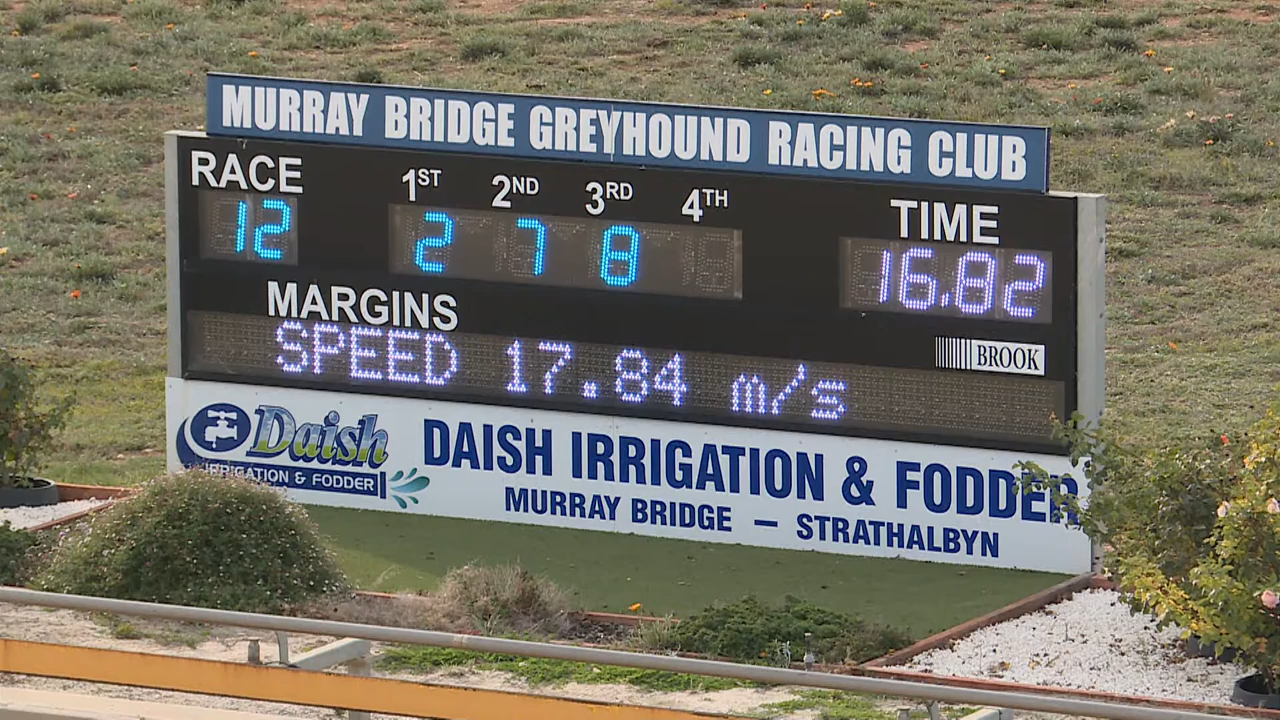 MURRAY BRIDGE GREYHOUND RACING CLUB
RACE 1ST 2ND 3RD 4TH TIME
12 2 7 8 16.82
MARGINS
SPEED 17.84 m/s
BROOK
Daish
IRRIGATION & FODDER
DAISH IRRIGATION & FODDER
MURRAY BRIDGE – STRATHALBYN